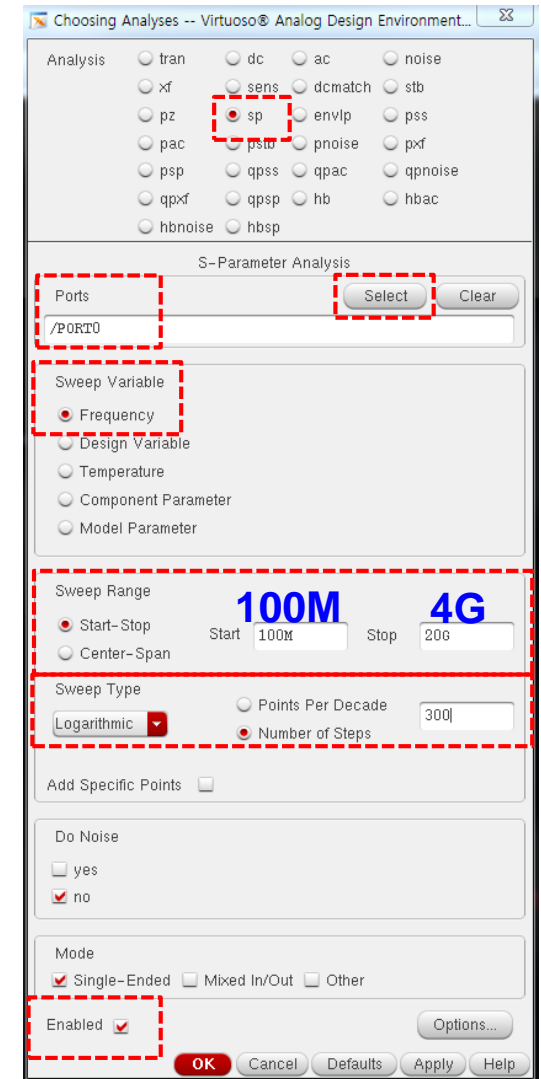 Choosing Analyses -- Virtuoso® Analog Design Environment...
Analysis tran dc ac noise
xf sens dcmatch stb
pz sp envlp pss
pac pstb pnoise pxf
psp qpss qpac qpnoise
qpxf qpsp hb hbac
hbnoise hbsp
S-Parameter Analysis
Ports Select Clear
/PORT0
Sweep Variable
Frequency
Design Variable
Temperature
Component Parameter
Model Parameter
Sweep Range
100M 4G
Start-Stop
Start 100M Stop 20G
Center-Span
Sweep Type
Points Per Decade
Logarithmic 300
Number of Steps
Add Specific Points
Do Noise
yes
no
Mode
Single-Ended Mixed In/Out Other
Enabled Options...
OK Cancel Defaults Apply Help